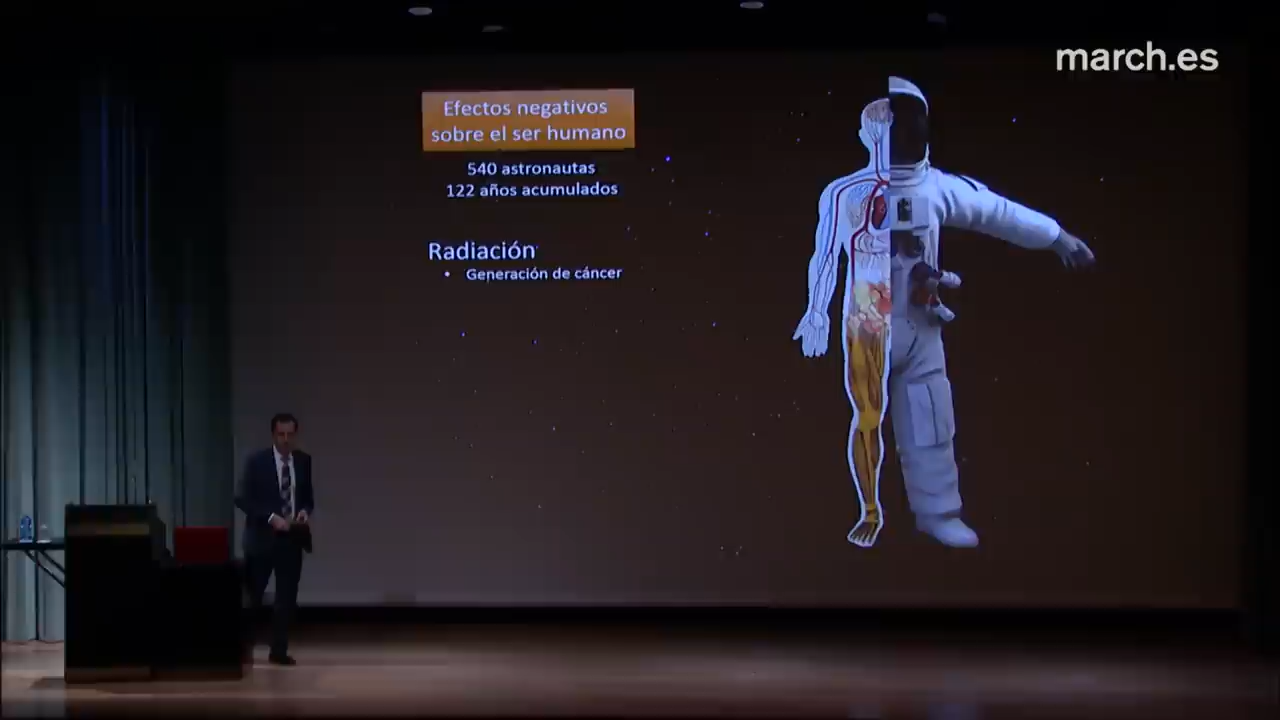 march.es
Efectos negativos
sobre el ser humano
540 astronautas
122 años acumulados
Radiación
• Generación de cáncer